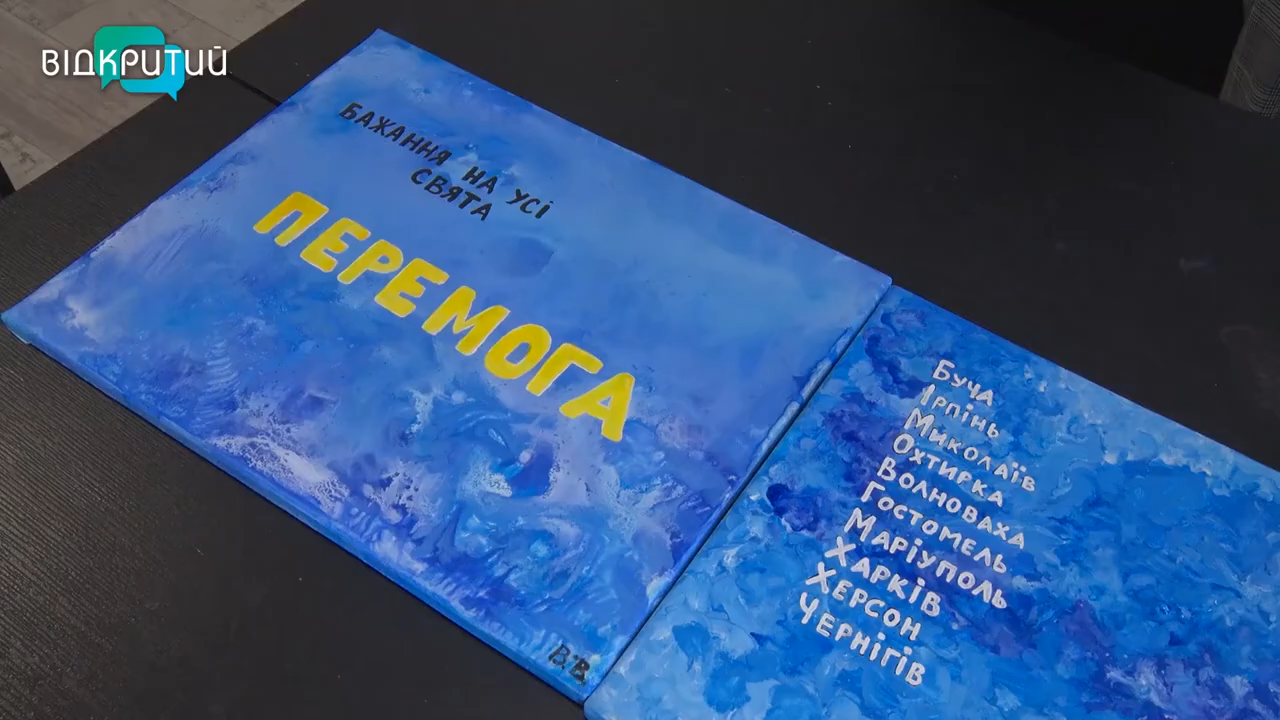 ВІДКРИТИЙ
БАЖАННЯ НА УСІ
СВЯТА
ПЕРЕМОГА
В.В.
Буча
Ірпінь
Миколаїв
Охтирка
Волноваха
Гостомель
Маріуполь
Харків
Херсон
Чернігів